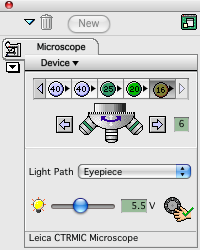 New
Microscope
Device
40 40 25 20 16
6
Light Path Eyepiece
5.5 V
Leica CTRMIC Microscope